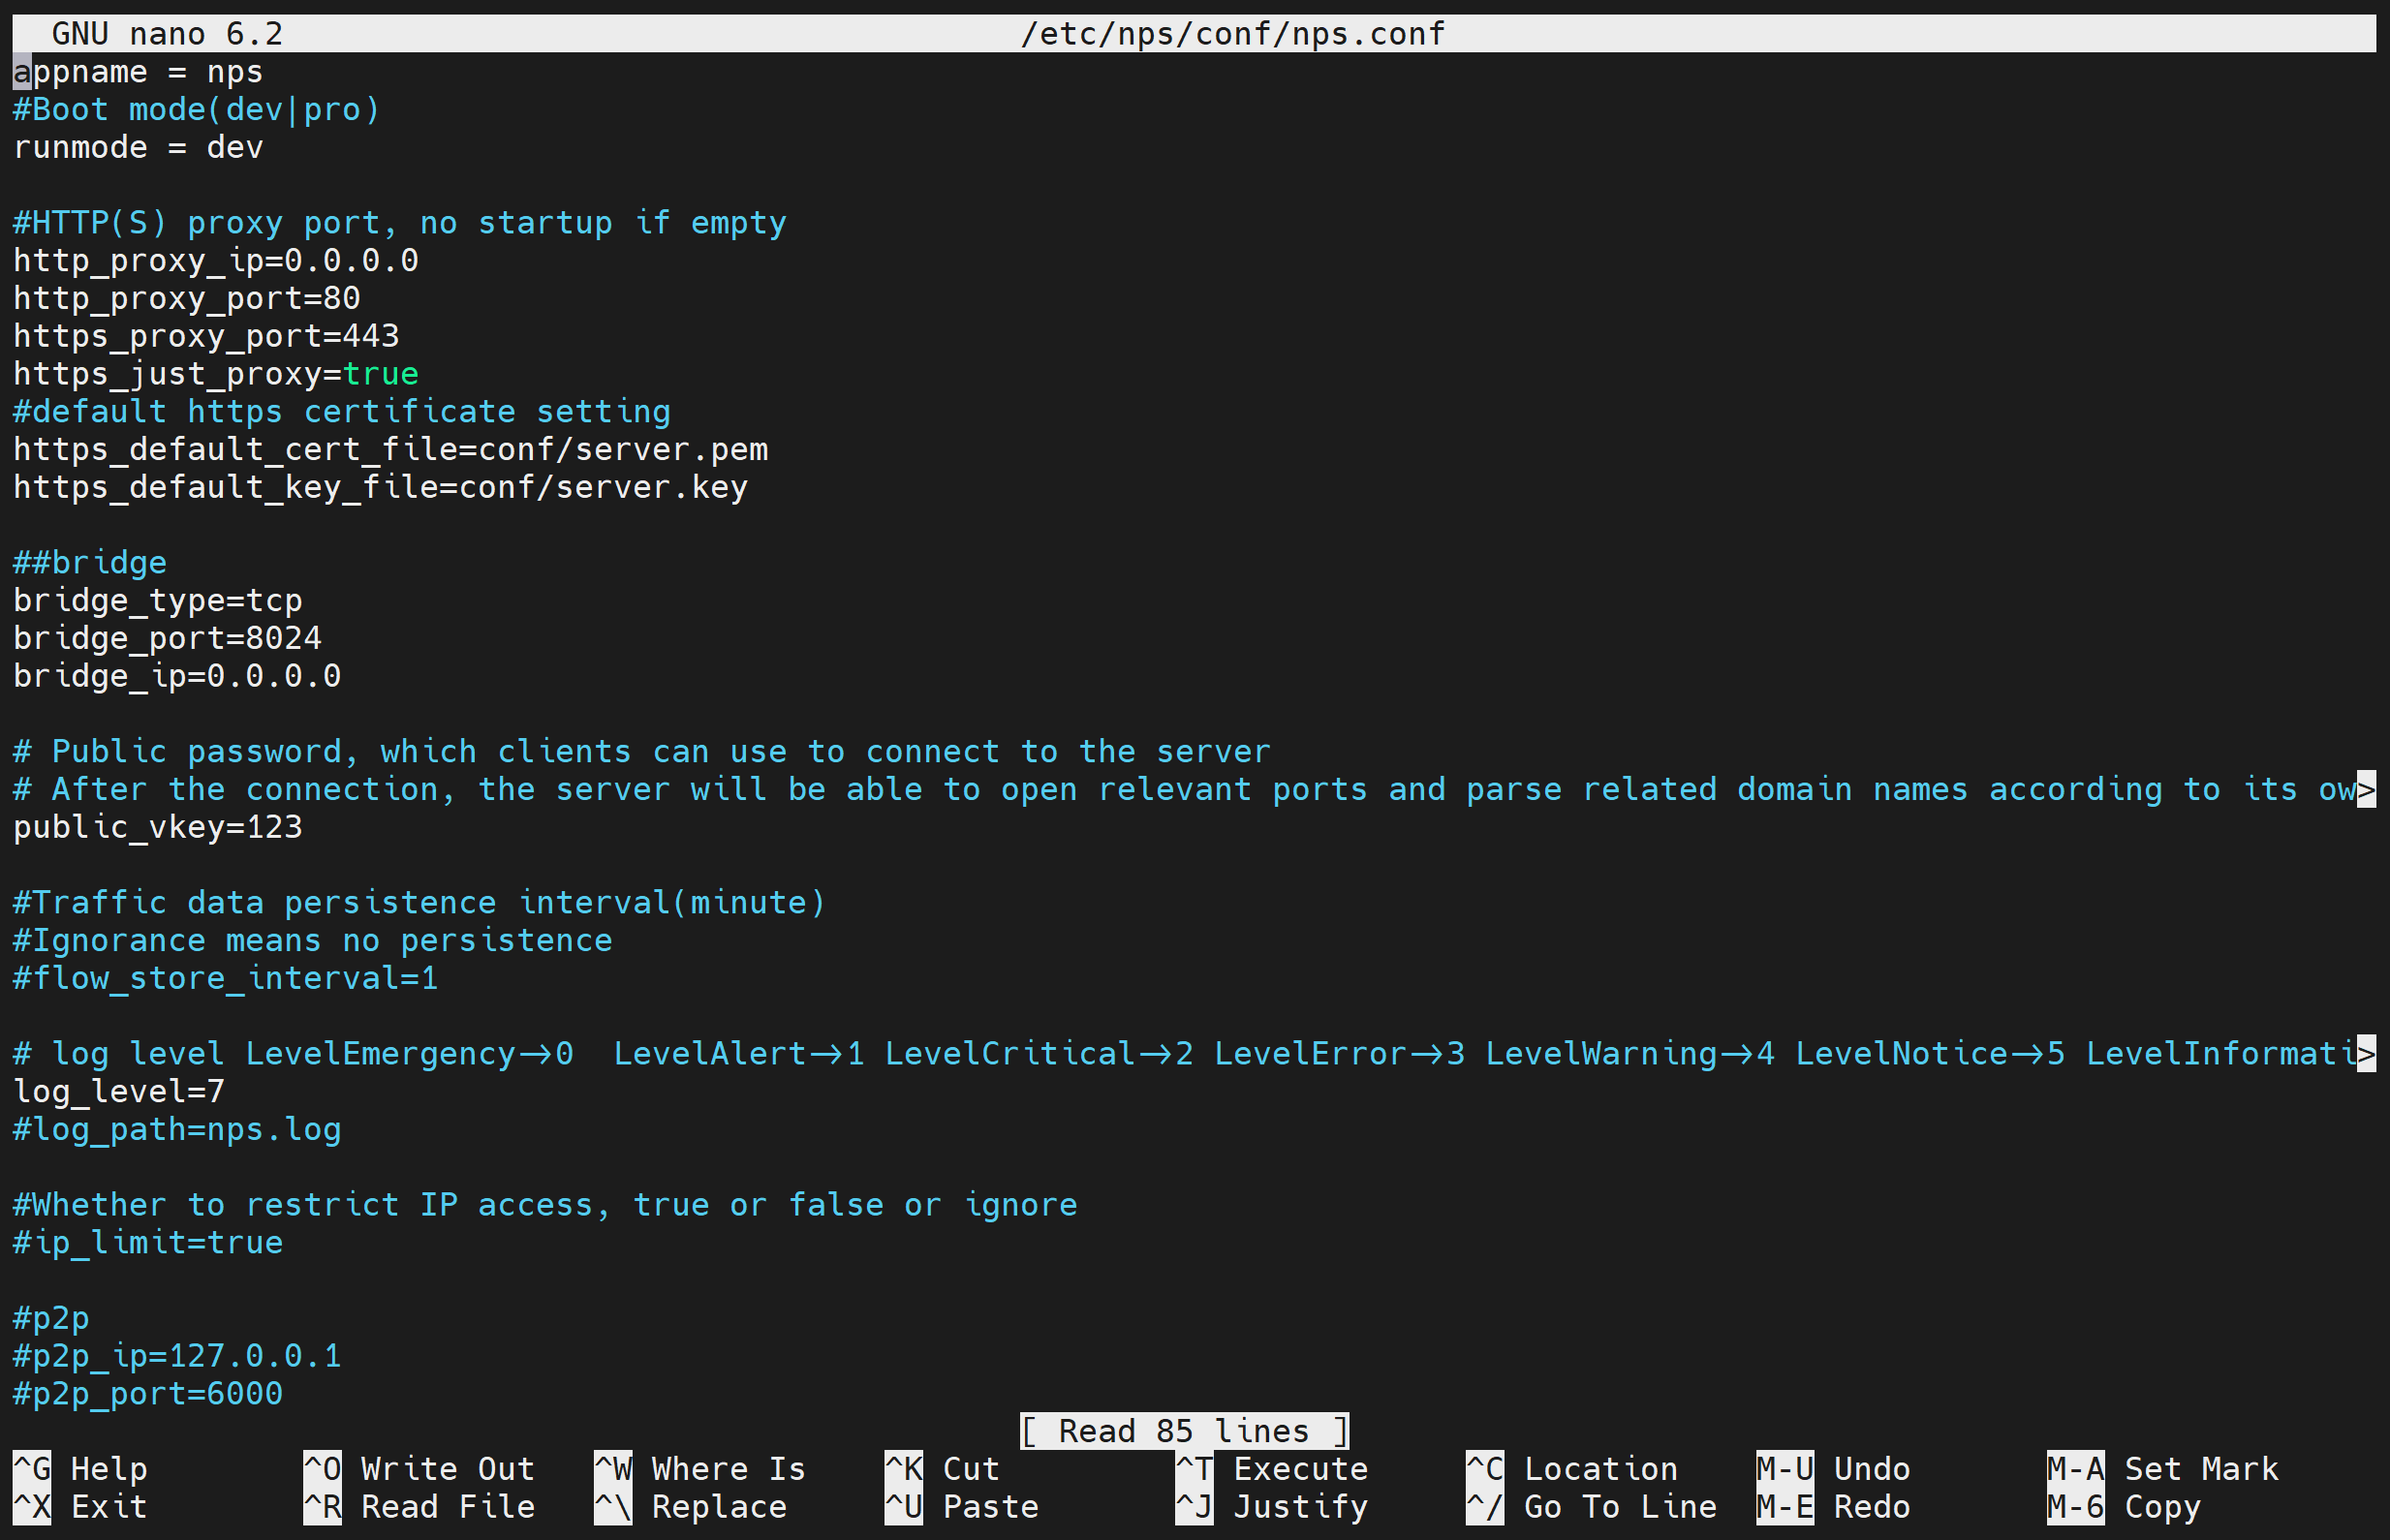 GNU nano 6.2 /etc/nps/conf/nps.conf
appname = nps
#Boot mode(dev|pro)
runmode = dev
#HTTP(S) proxy port, no startup if empty
http_proxy_ip=0.0.0.0
http_proxy_port=80
https_proxy_port=443
https_just_proxy=true
#default https certificate setting
https_default_cert_file=conf/server.pem
https_default_key_file=conf/server.key
##bridge
bridge_type=tcp
bridge_port=8024
bridge_ip=0.0.0.0
# Public password, which clients can use to connect to the server
# After the connection, the server will be able to open relevant ports and parse related domain names according to its ow>
public_vkey=123
#Traffic data persistence interval(minute)
#Ignorance means no persistence
#flow_store_interval=1
# log level LevelEmergency->0  LevelAlert->1 LevelCritical->2 LevelError->3 LevelWarning->4 LevelNotice->5 LevelInformati>
log_level=7
#log_path=nps.log
#Whether to restrict IP access, true or false or ignore
#ip_limit=true
#p2p
#p2p_ip=127.0.0.1
#p2p_port=6000
[ Read 85 lines ]
^G Help ^O Write Out ^W Where Is ^K Cut ^T Execute ^C Location M-U Undo M-A Set Mark
^X Exit ^R Read File ^\ Replace ^U Paste ^J Justify ^/ Go To Line M-E Redo M-6 Copy